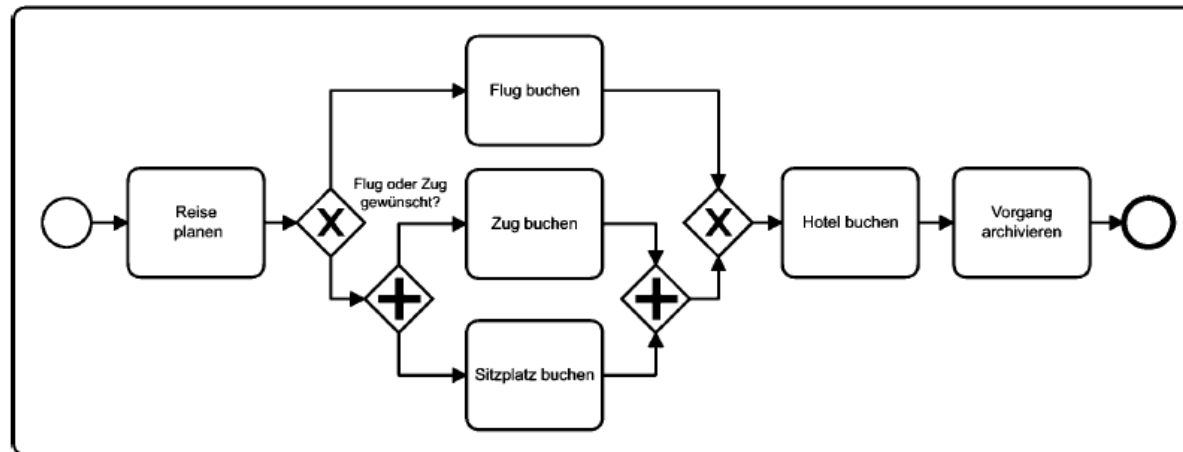 Flug buchen
Flug oder Zug
gewünscht?
Reise
planen
X
Zug buchen
X
Hotel buchen
Vorgang
archivieren
Sitzplatz buchen